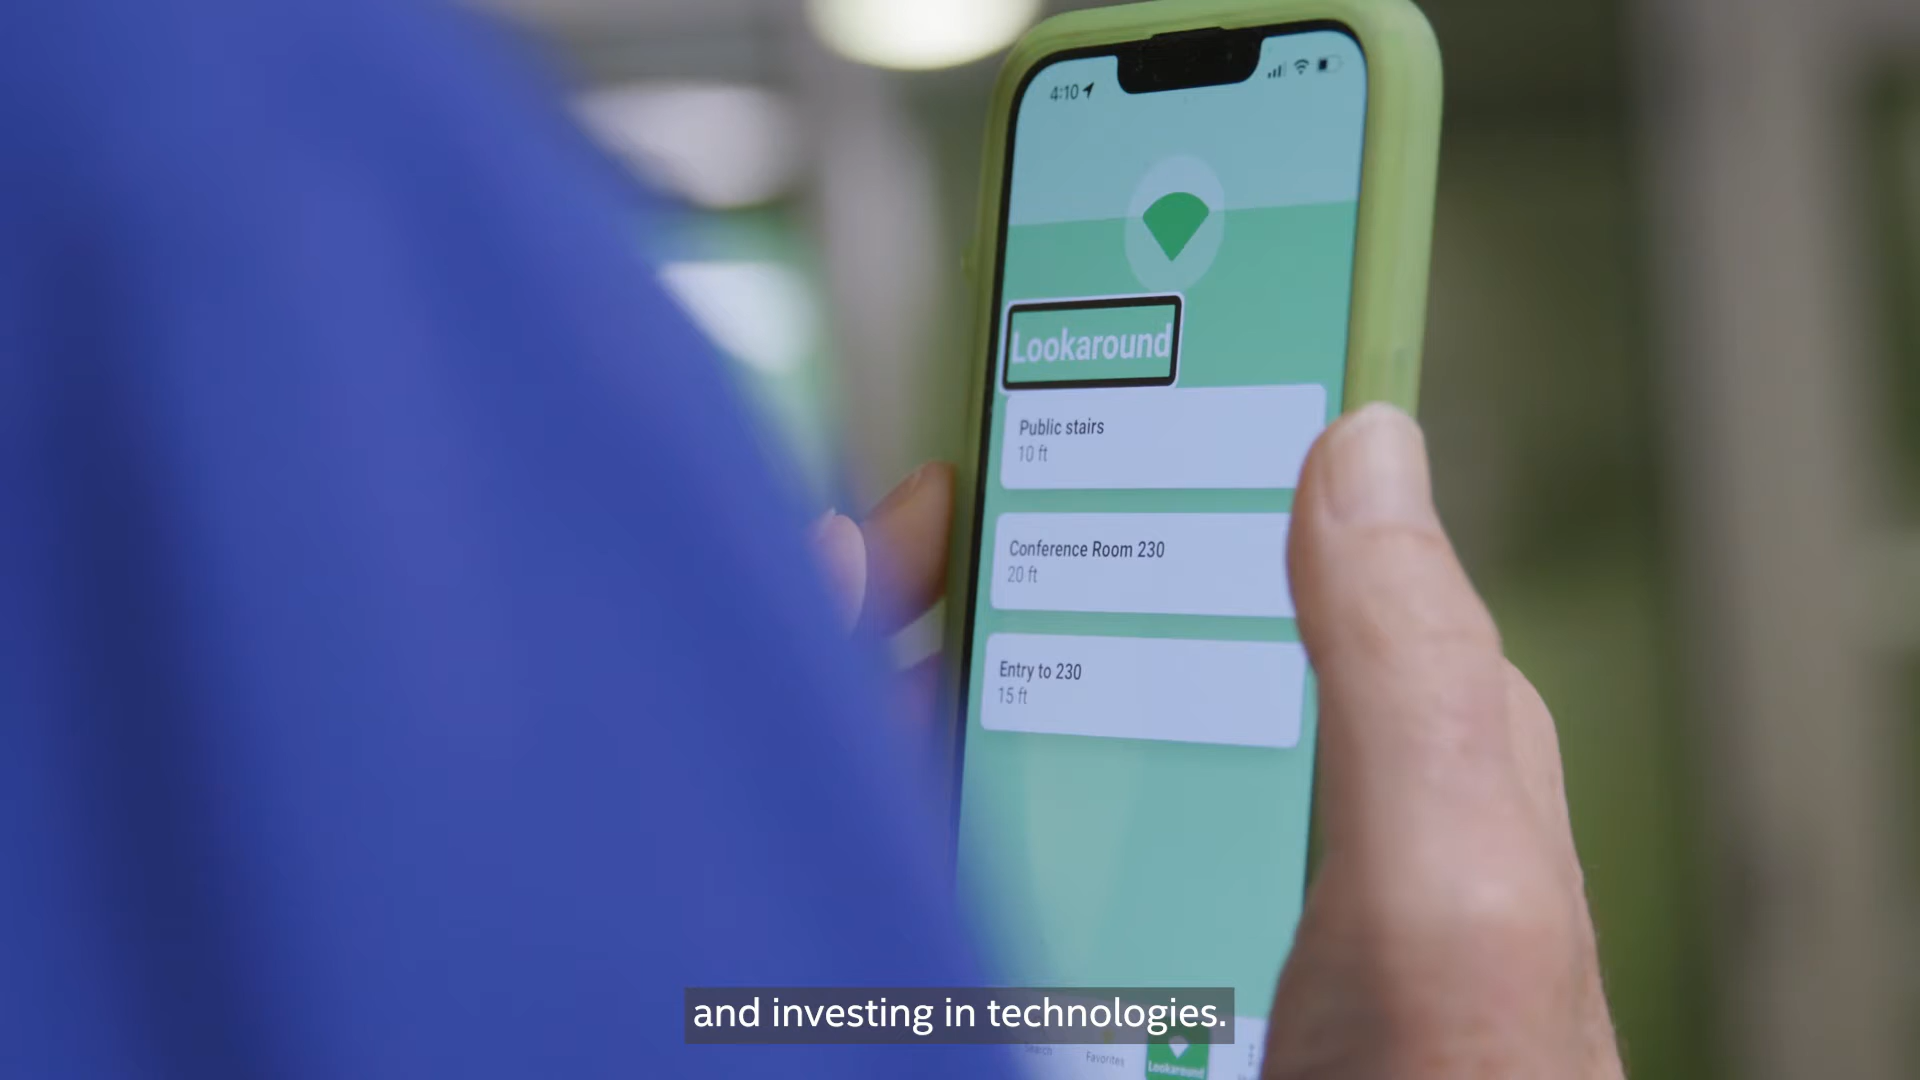 4:10
Lookaround
Public stairs
10 ft
Conference Room 230
20 ft
Entry to 230
15 ft
and investing in technologies.
Search
Favorites
Lookaround